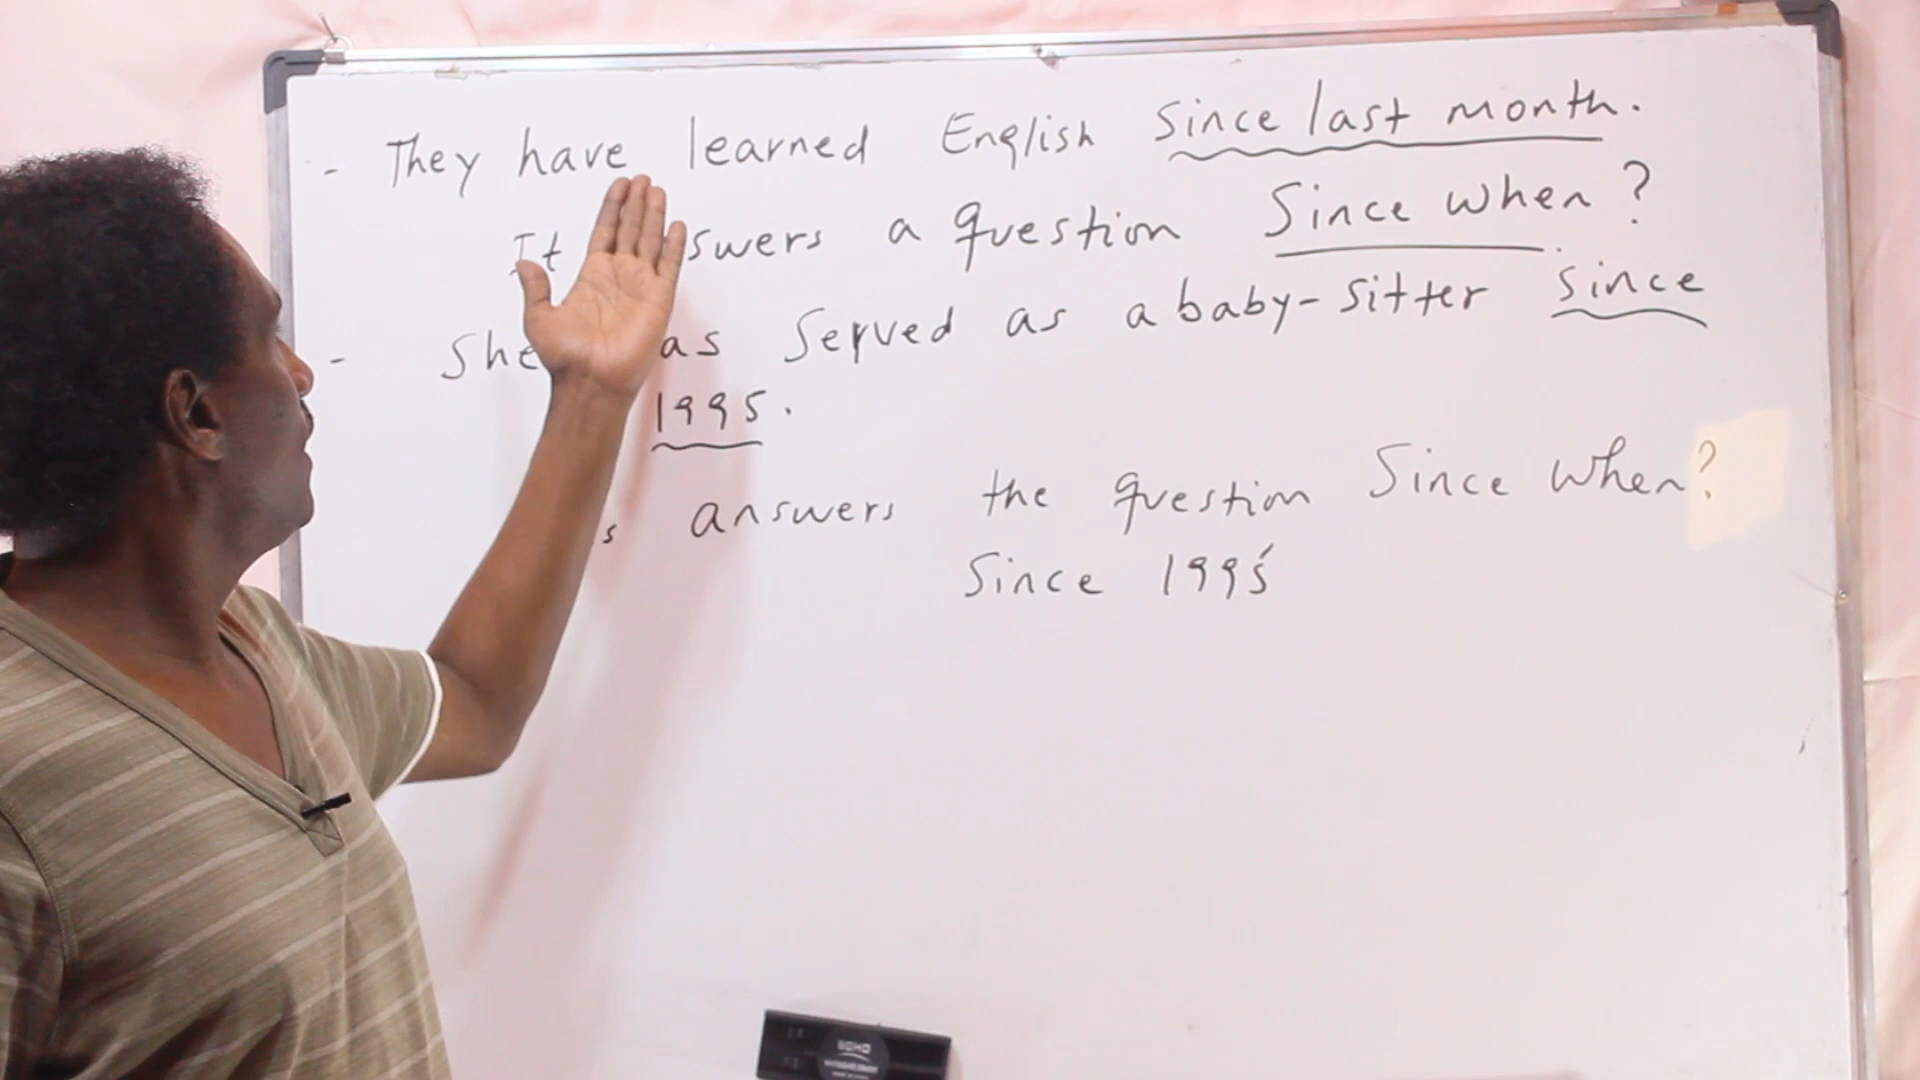 - They have learned English since last month.
It answers a question Since when?
- She has served as a baby-sitter since
1995.
answers the question Since when?
Since 1995
SOHO